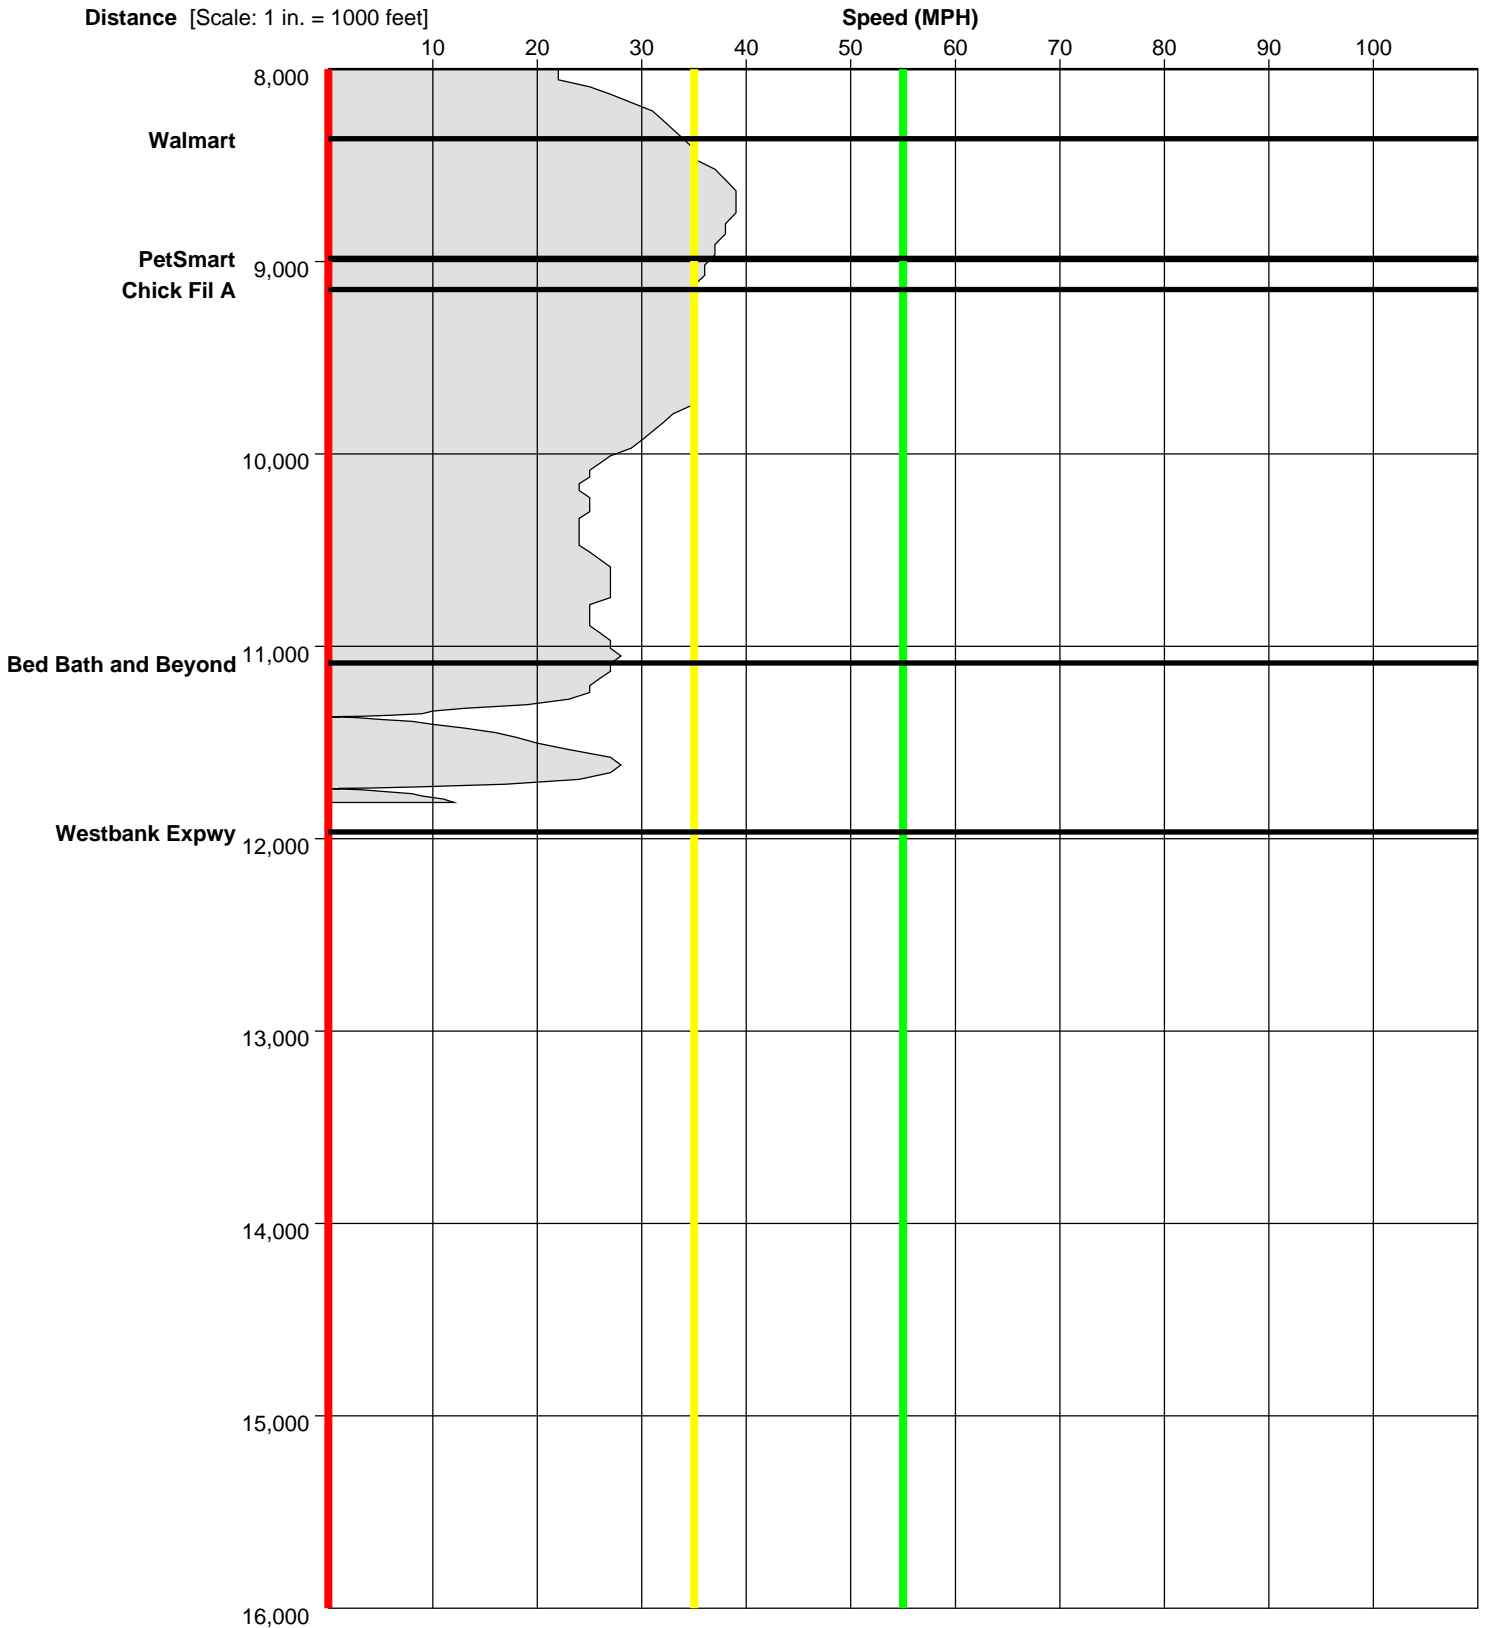 Distance [Scale: 1 in. = 1000 feet] Speed (MPH)
10 20 30 40 50 60 70 80 90 100
8,000
Walmart
PetSmart
9,000
Chick Fil A
10,000
11,000
Bed Bath and Beyond
Westbank Expwy
12,000
13,000
14,000
15,000
16,000